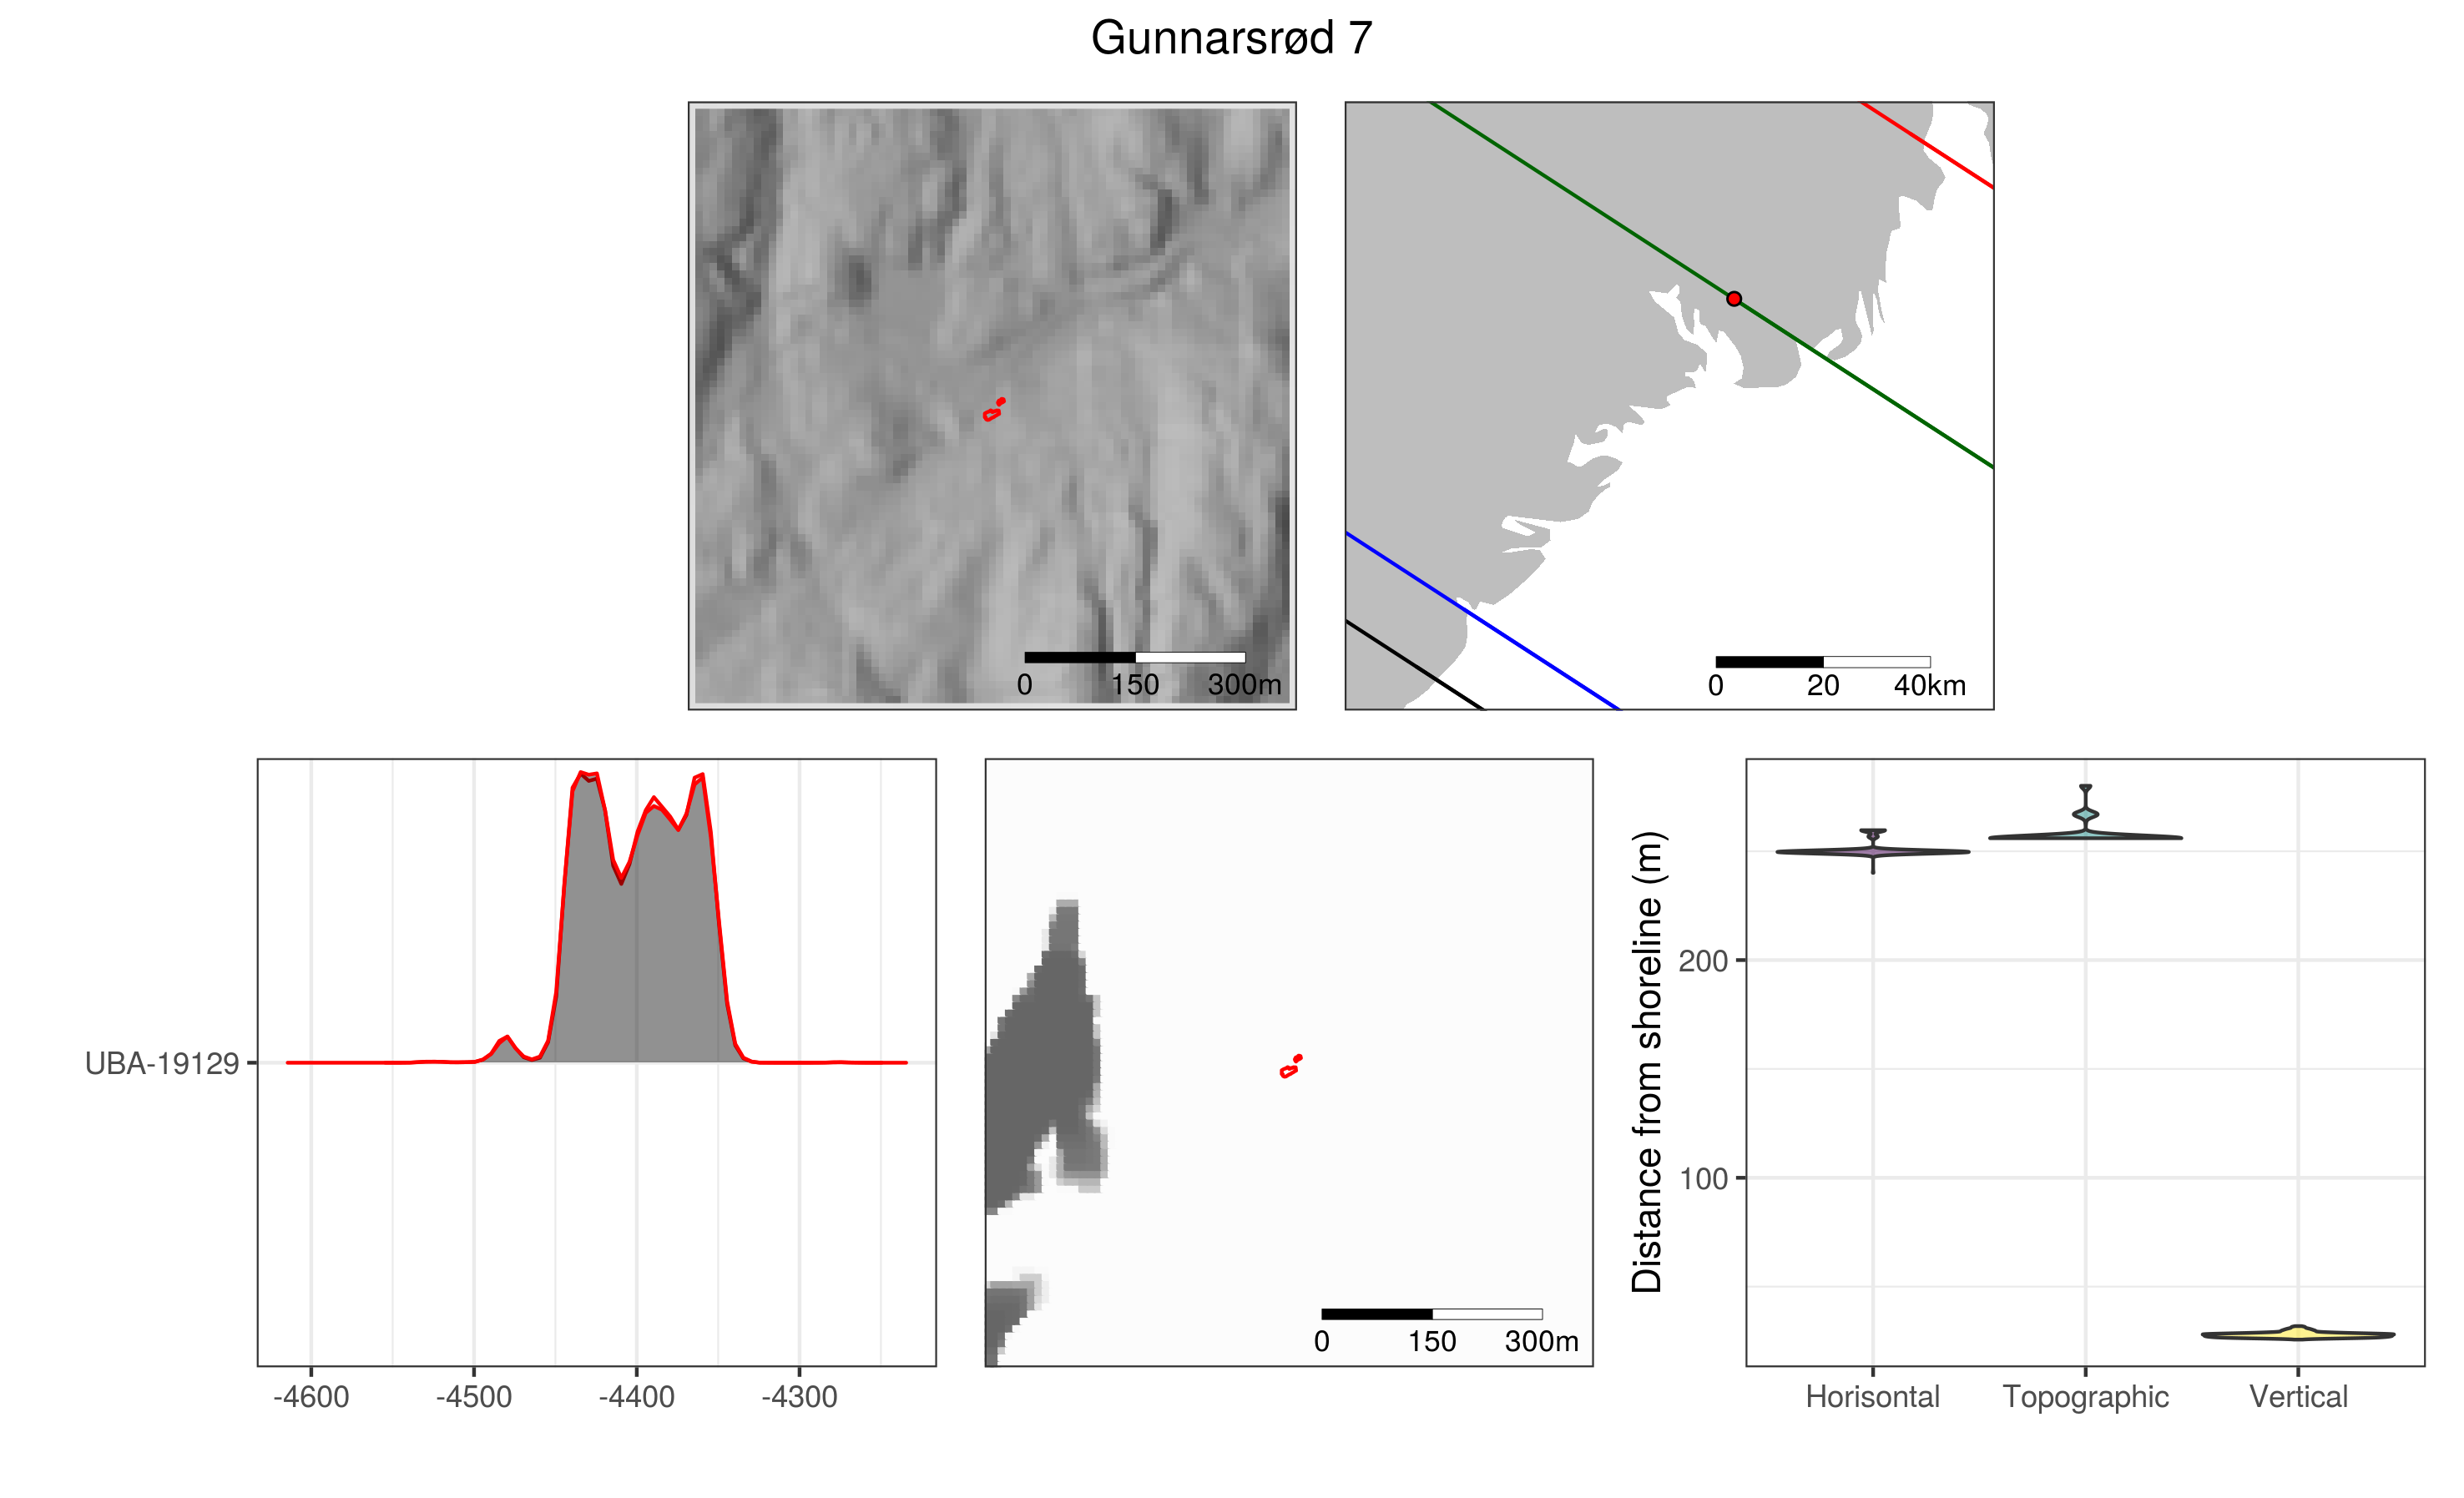 Gunnarsrød 7
0 150 300m
0 20 40km
UBA-19129
-4600 -4500 -4400 -4300
0 150 300m
Distance from shoreline (m)
200
100
Horisontal Topographic Vertical